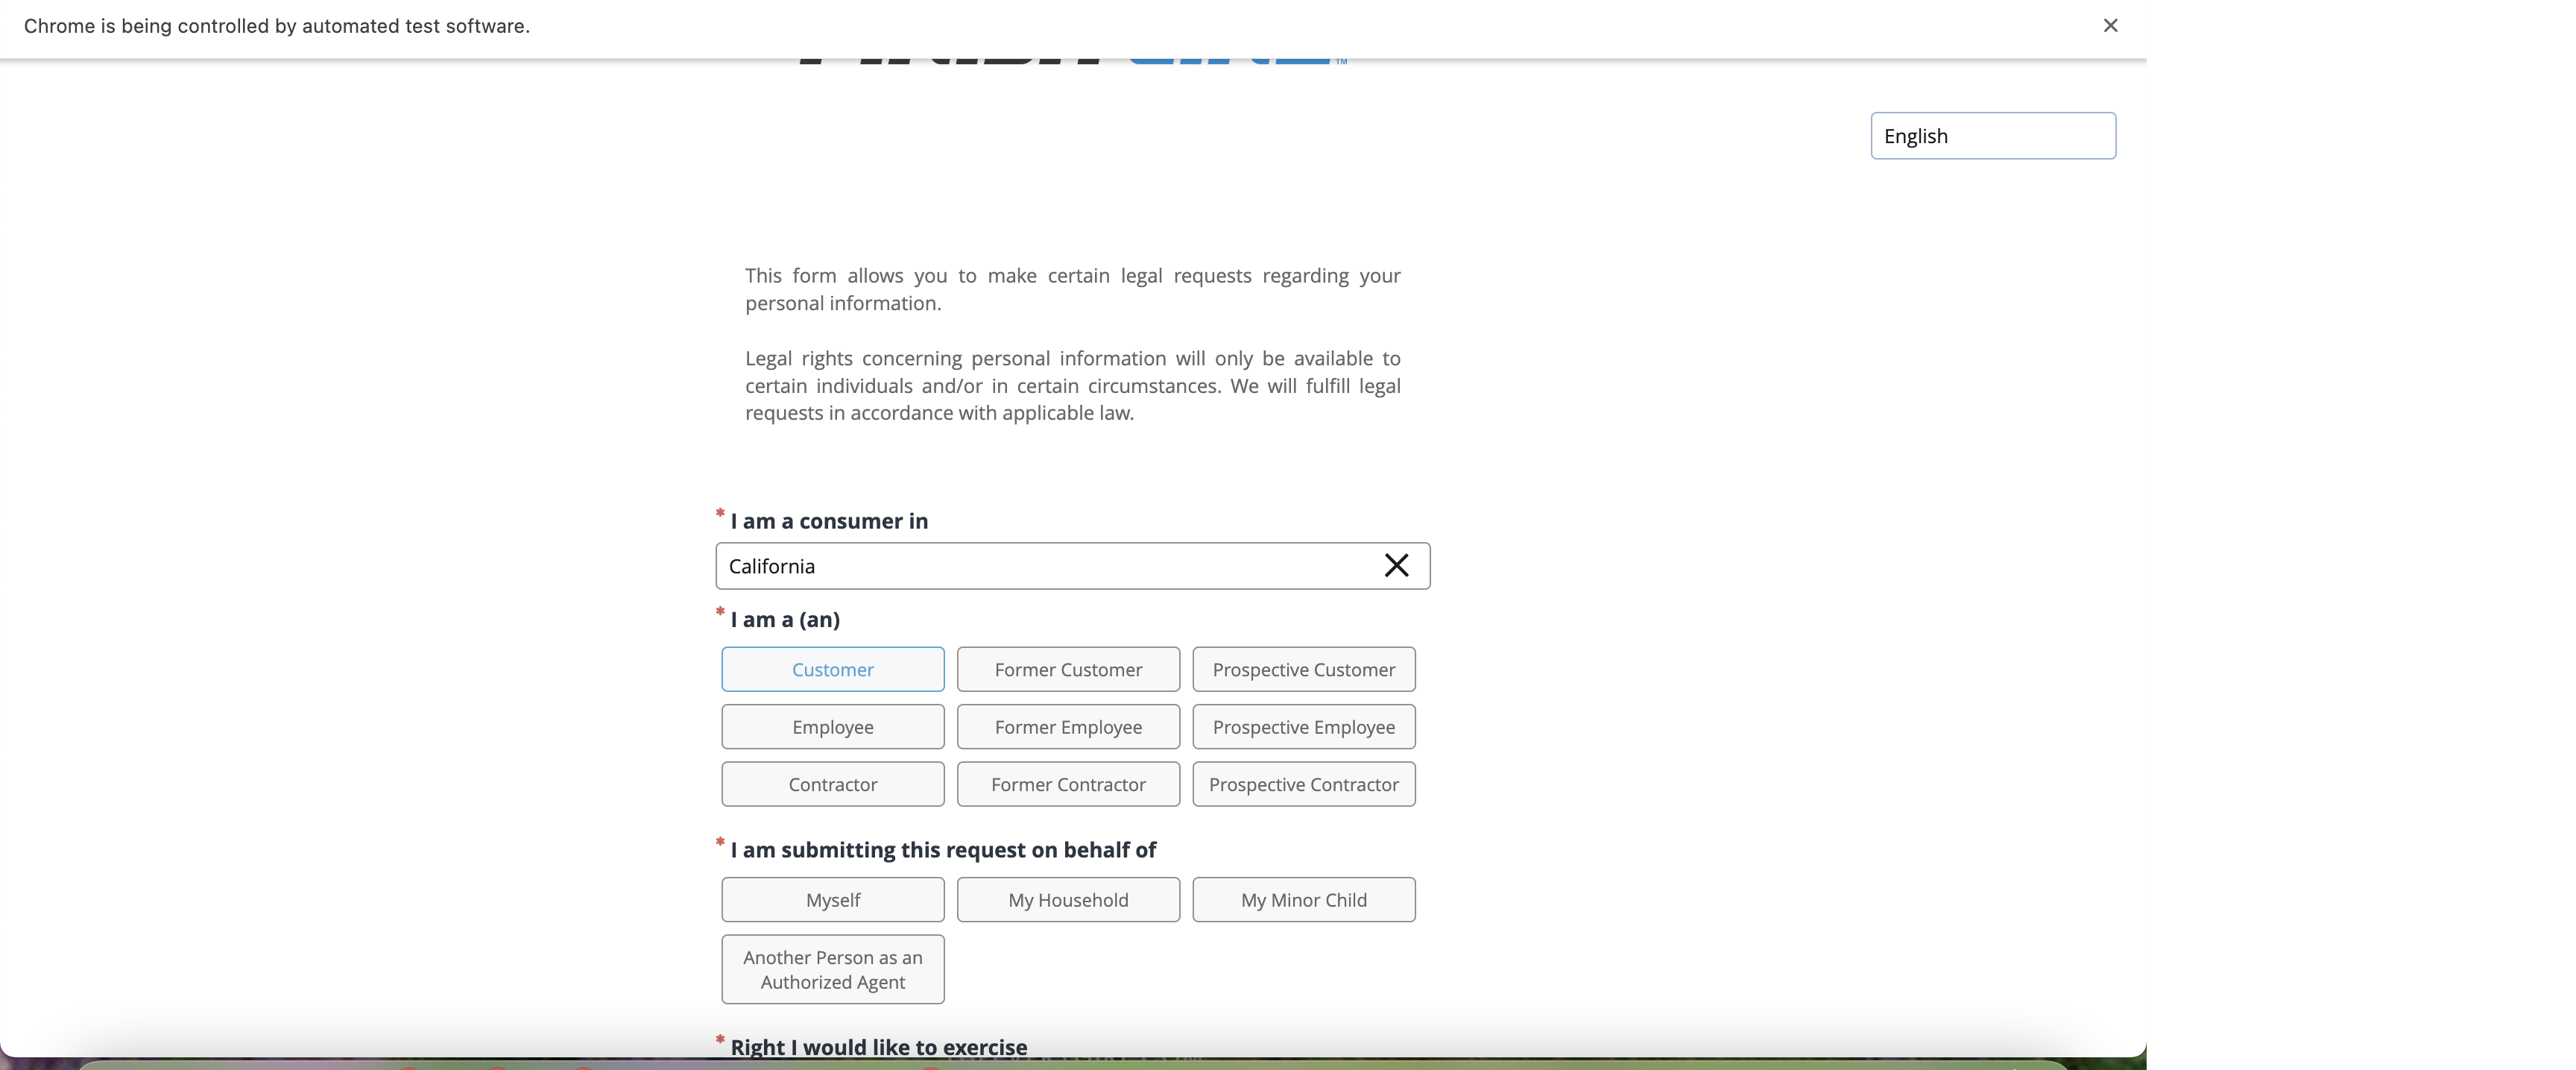 Chrome is being controlled by automated test software.
English
This form allows you to make certain legal requests regarding your
personal information.
Legal rights concerning personal information will only be available to
certain individuals and/or in certain circumstances. We will fulfill legal
requests in accordance with applicable law.
* I am a consumer in
California
* I am a (an)
Customer Former Customer Prospective Customer
Employee Former Employee Prospective Employee
Contractor Former Contractor Prospective Contractor
* I am submitting this request on behalf of
Myself My Household My Minor Child
Another Person as an
Authorized Agent
* Right I would like to exercise